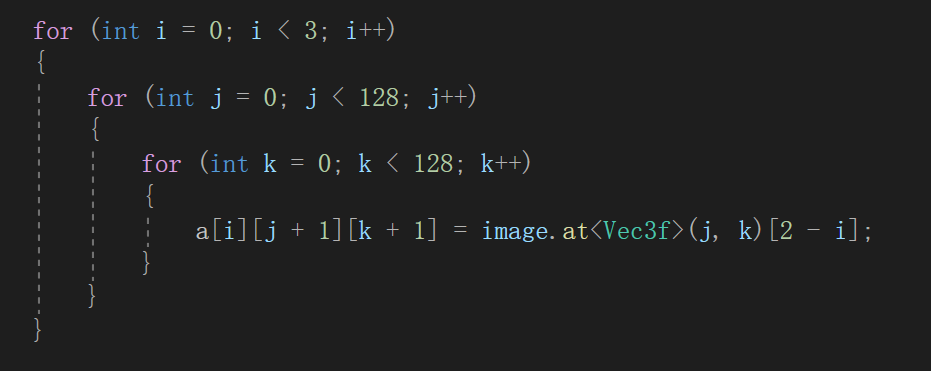 for (int i = 0; i < 3; i++)
{
for (int j = 0; j < 128; j++)
{
for (int k = 0; k < 128; k++)
{
a[i][j + 1][k + 1] = image.at<Vec3f>(j, k)[2 - i];
}
}
}